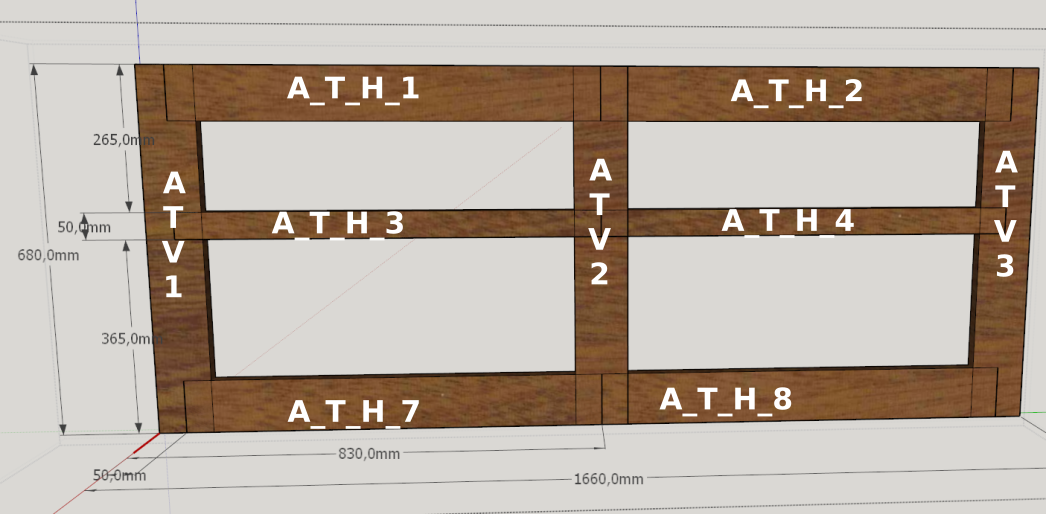 A_T_H_1
A_T_H_2
265,0mm
A
T
V
1
A
T
V
2
A
T
V
3
50,0mm
A_T_H_3
A_T_H_4
680,0mm
365,0mm
A_T_H_7
A_T_H_8
830,0mm
50,0mm
1660,0mm